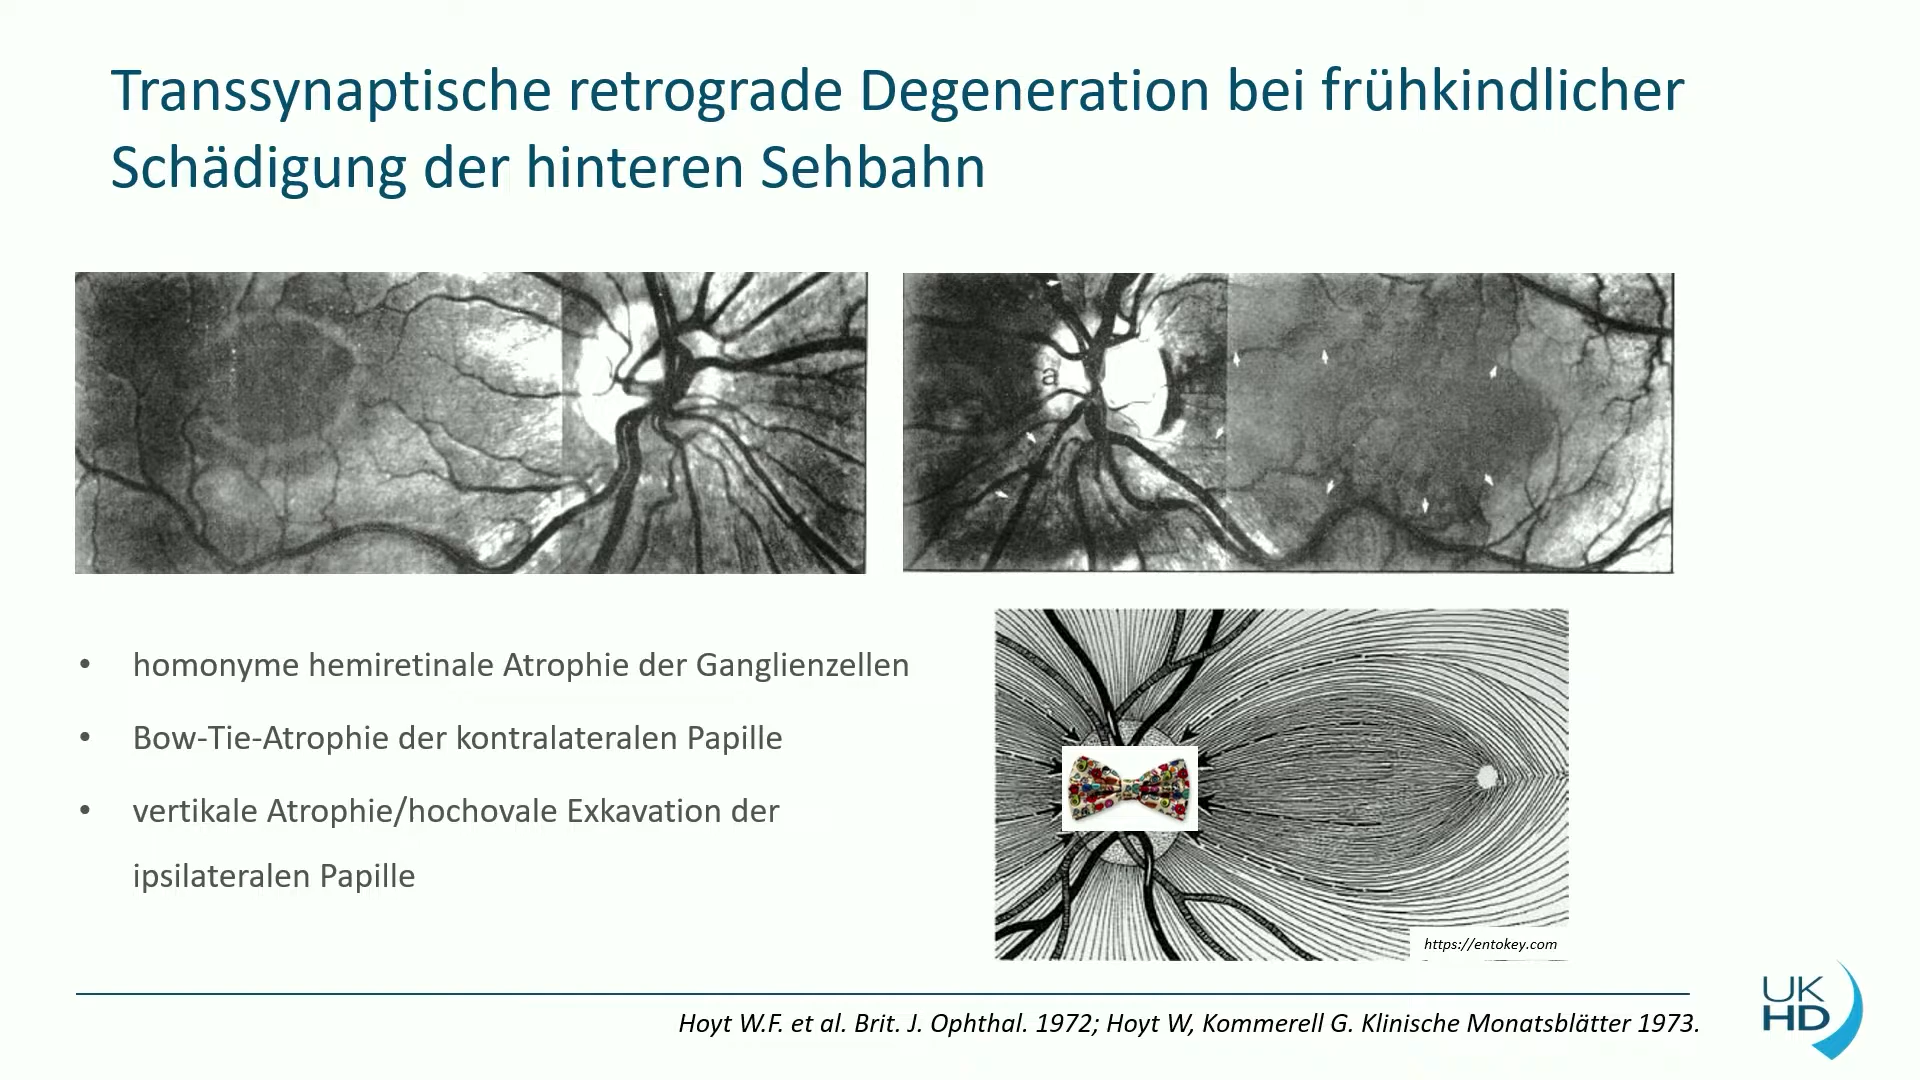 Transsynaptische retrograde Degeneration bei frühkindlicher
Schädigung der hinteren Sehbahn
a
• homonyme hemiretinale Atrophie der Ganglienzellen
• Bow-Tie-Atrophie der kontralateralen Papille
• vertikale Atrophie/hochovale Exkavation der
ipsilateralen Papille
https://entokey.com
Hoyt W.F. et al. Brit. J. Ophthal. 1972; Hoyt W, Kommerell G. Klinische Monatsblätter 1973.
UK
HD